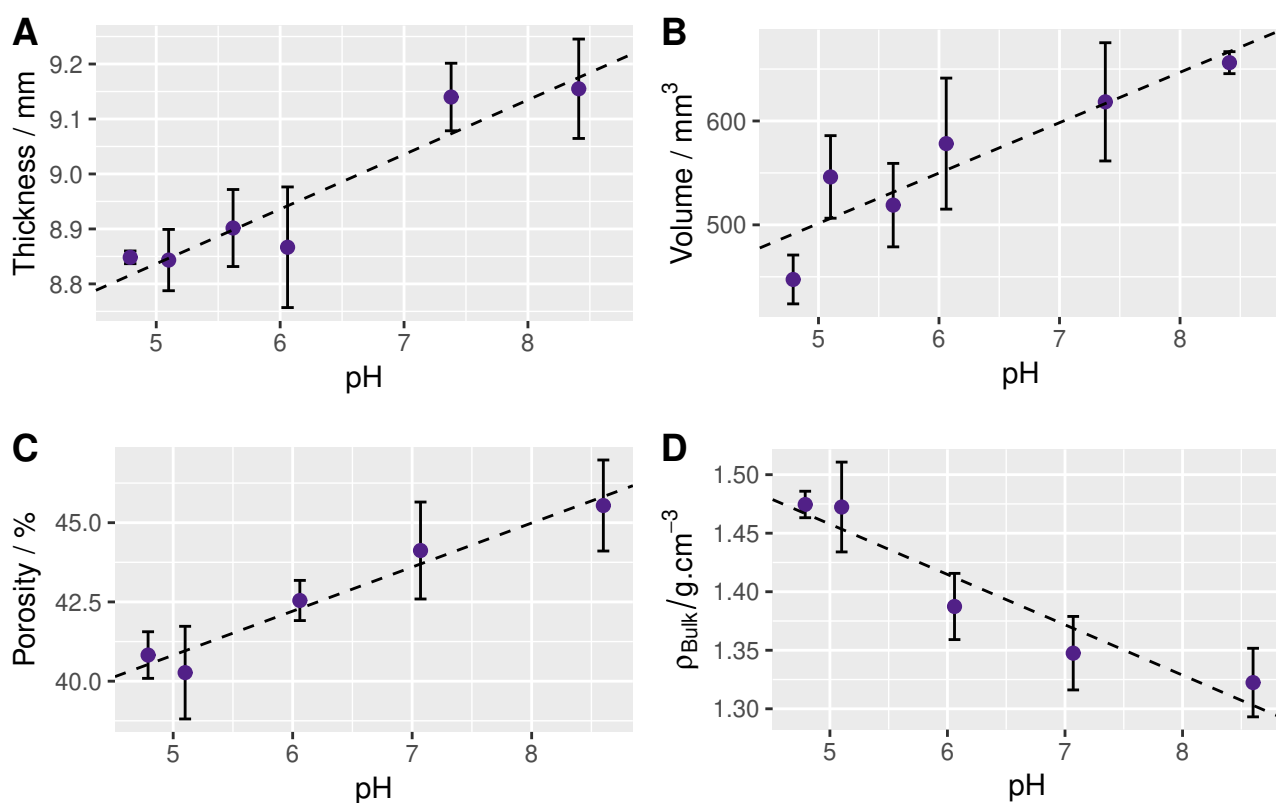 A
Thickness / mm
9.2
9.1
9.0
8.9
8.8
5 6 7 8
pH
B
Volume / mm³
600
500
5 6 7 8
pH
C
Porosity / %
45.0
42.5
40.0
5 6 7 8
pH
D
ρBulk/g.cm⁻³
1.50
1.45
1.40
1.35
1.30
5 6 7 8
pH